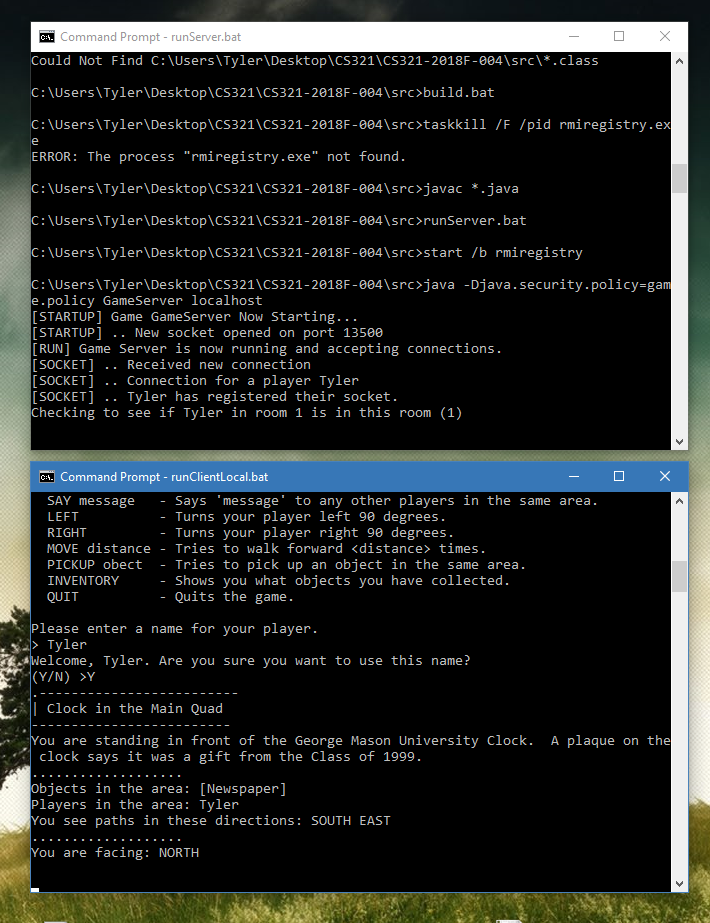 Command Prompt - runServer.bat
Could Not Find C:\Users\Tyler\Desktop\CS321\CS321-2018F-004\src\*.class
C:\Users\Tyler\Desktop\CS321\CS321-2018F-004\src>build.bat
C:\Users\Tyler\Desktop\CS321\CS321-2018F-004\src>taskkill /F /pid rmiregistry.ex
e
ERROR: The process "rmiregistry.exe" not found.
C:\Users\Tyler\Desktop\CS321\CS321-2018F-004\src>javac *.java
C:\Users\Tyler\Desktop\CS321\CS321-2018F-004\src>runServer.bat
C:\Users\Tyler\Desktop\CS321\CS321-2018F-004\src>start /b rmiregistry
C:\Users\Tyler\Desktop\CS321\CS321-2018F-004\src>java -Djava.security.policy=gam
e.policy GameServer localhost
[STARTUP] Game GameServer Now Starting...
[STARTUP] .. New socket opened on port 13500
[RUN] Game Server is now running and accepting connections.
[SOCKET] .. Received new connection
[SOCKET] .. Connection for a player Tyler
[SOCKET] .. Tyler has registered their socket.
Checking to see if Tyler in room 1 is in this room (1)
Command Prompt - runClientLocal.bat
SAY message   - Says 'message' to any other players in the same area.
LEFT          - Turns your player left 90 degrees.
RIGHT         - Turns your player right 90 degrees.
MOVE distance - Tries to walk forward <distance> times.
PICKUP obect  - Tries to pick up an object in the same area.
INVENTORY     - Shows you what objects you have collected.
QUIT          - Quits the game.
Please enter a name for your player.
> Tyler
Welcome, Tyler. Are you sure you want to use this name?
(Y/N) >Y
.-------------------------
| Clock in the Main Quad
-------------------------
You are standing in front of the George Mason University Clock.  A plaque on the
clock says it was a gift from the Class of 1999.
...................
Objects in the area: [Newspaper]
Players in the area: Tyler
You see paths in these directions: SOUTH EAST
...................
You are facing: NORTH